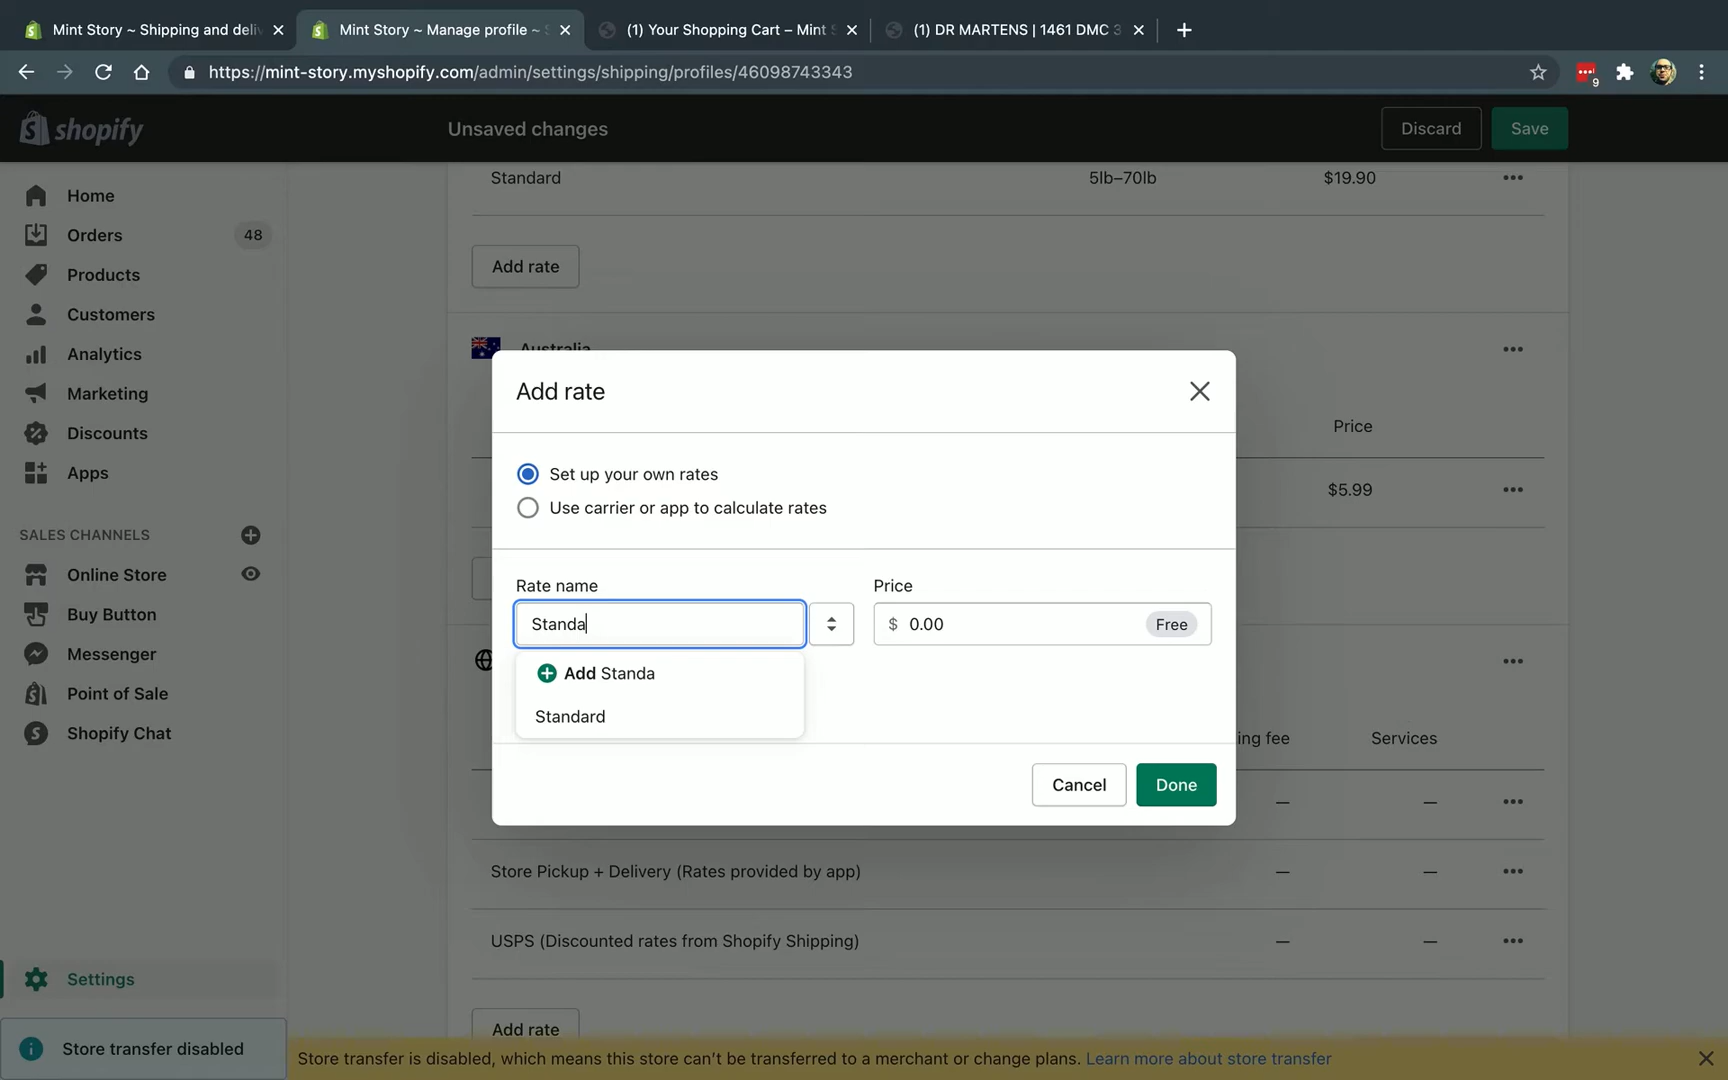 Mint Story ~ Shipping and deliv
Mint Story ~ Manage profile ~ S
(1) Your Shopping Cart – Mint S
(1) DR MARTENS | 1461 DMC 3
https://mint-story.myshopify.com/admin/settings/shipping/profiles/46098743343
9
shopify
Unsaved changes
Discard
Save
Home
Orders
48
Products
Customers
Analytics
Marketing
Discounts
Apps
SALES CHANNELS
Online Store
Buy Button
Messenger
Point of Sale
Shopify Chat
Settings
Store transfer disabled
Standard
5lb–70lb
$19.90
Add rate
Australia
Price
$5.99
Add rate
Set up your own rates
Use carrier or app to calculate rates
Rate name
Price
Standa
$ 0.00
Free
Add Standa
Standard
Cancel
Done
ing fee
Services
—
—
Store Pickup + Delivery (Rates provided by app)
—
—
USPS (Discounted rates from Shopify Shipping)
—
—
Add rate
Store transfer is disabled, which means this store can't be transferred to a merchant or change plans. Learn more about store transfer